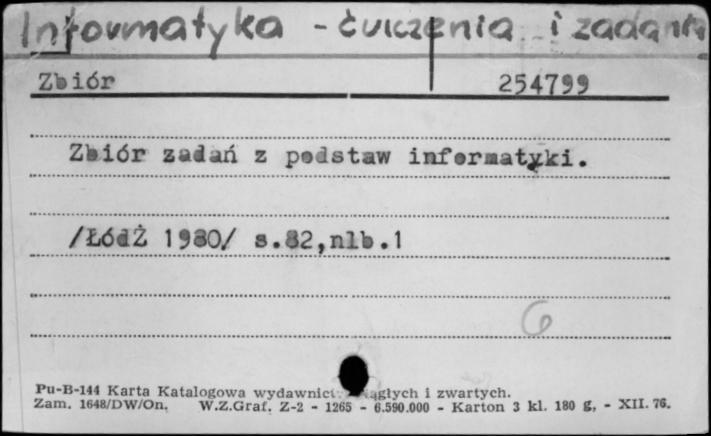 Informatyka - ćwiczenia i zadania
Zbiór 254799
Zbiór zadań z podstaw informatyki.
/ŁódŹ 1980/ s.82,nlb.1
6
Pu-B-144 Karta Katalogowa wydawnict. ciągłych i zwartych.
Zam. 1648/DW/On. W.Z.Graf. Z-2 - 1265 - 6.590.000 - Karton 3 kl. 180 g, - XII. 76.